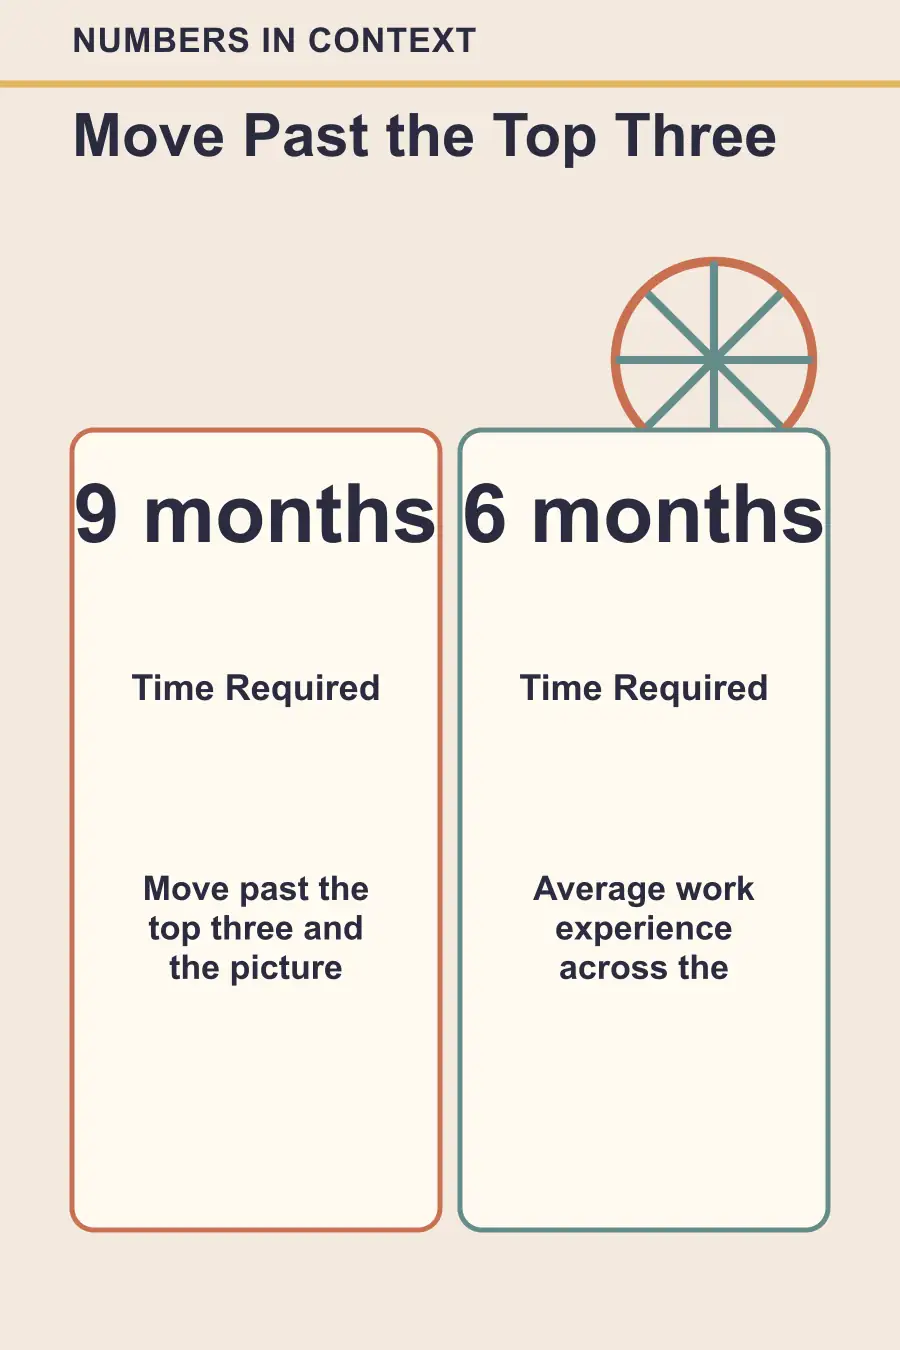 NUMBERS IN CONTEXT
Move Past the Top Three
9 months
Time Required
Move past the
top three and
the picture
6 months
Time Required
Average work
experience
across the